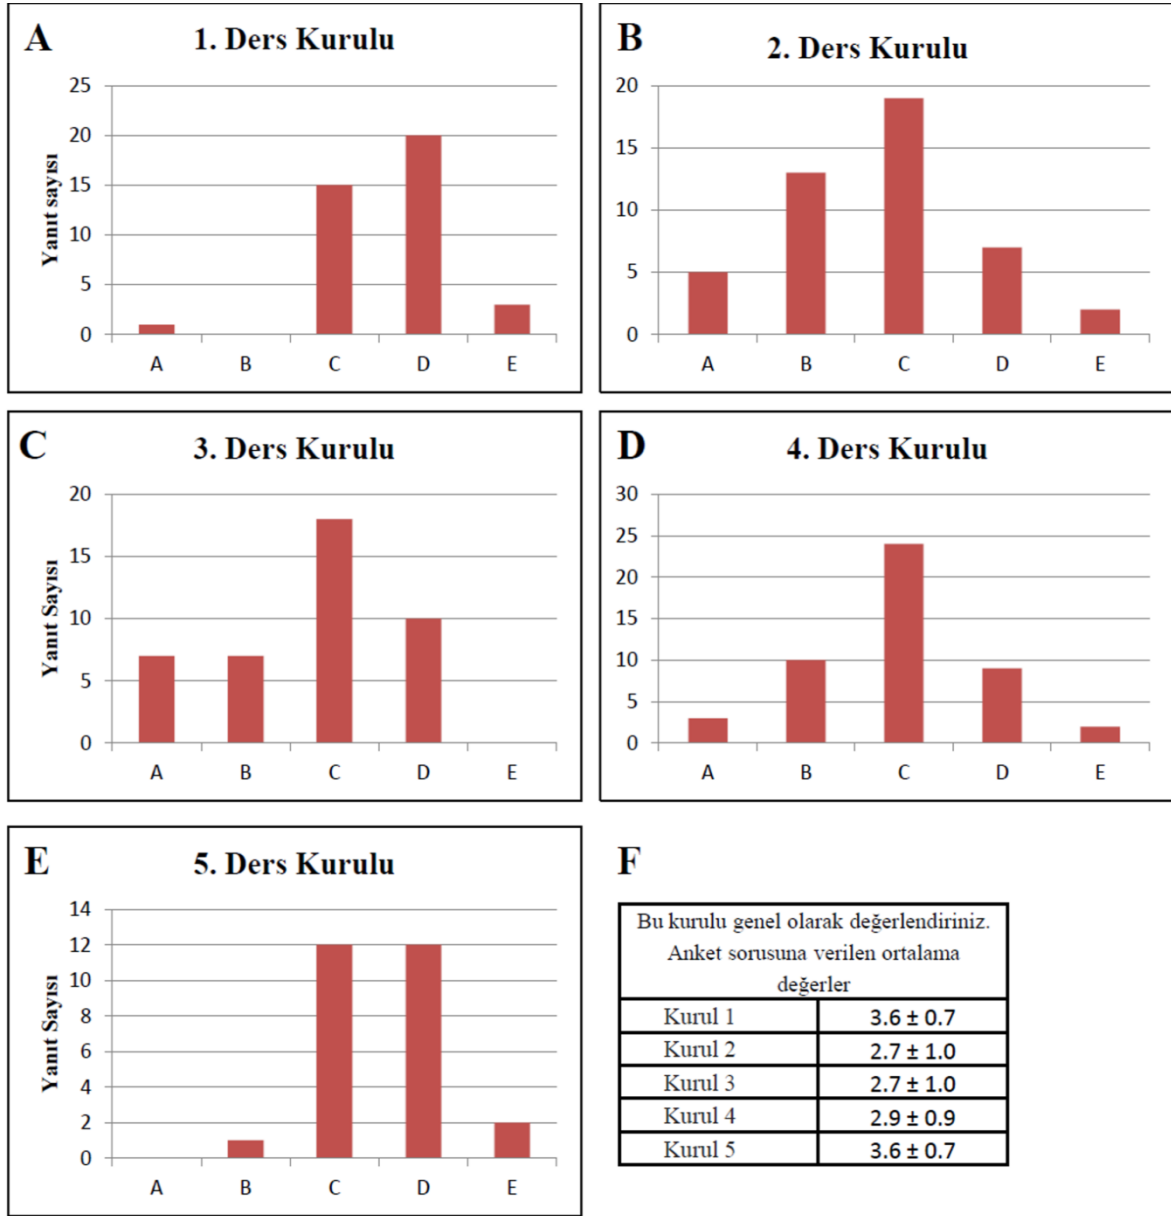 A
1. Ders Kurulu
Yanıt sayısı
25
20
15
10
5
0
A B C D E
B
2. Ders Kurulu
20
15
10
5
0
A B C D E
C
3. Ders Kurulu
Yanıt Sayısı
20
15
10
5
0
A B C D E
D
4. Ders Kurulu
30
25
20
15
10
5
0
A B C D E
E
5. Ders Kurulu
Yanıt Sayısı
14
12
10
8
6
4
2
0
A B C D E
F
Bu kurulu genel olarak değerlendiriniz.
Anket sorusuna verilen ortalama
değerler
Kurul 1 3.6 ± 0.7
Kurul 2 2.7 ± 1.0
Kurul 3 2.7 ± 1.0
Kurul 4 2.9 ± 0.9
Kurul 5 3.6 ± 0.7